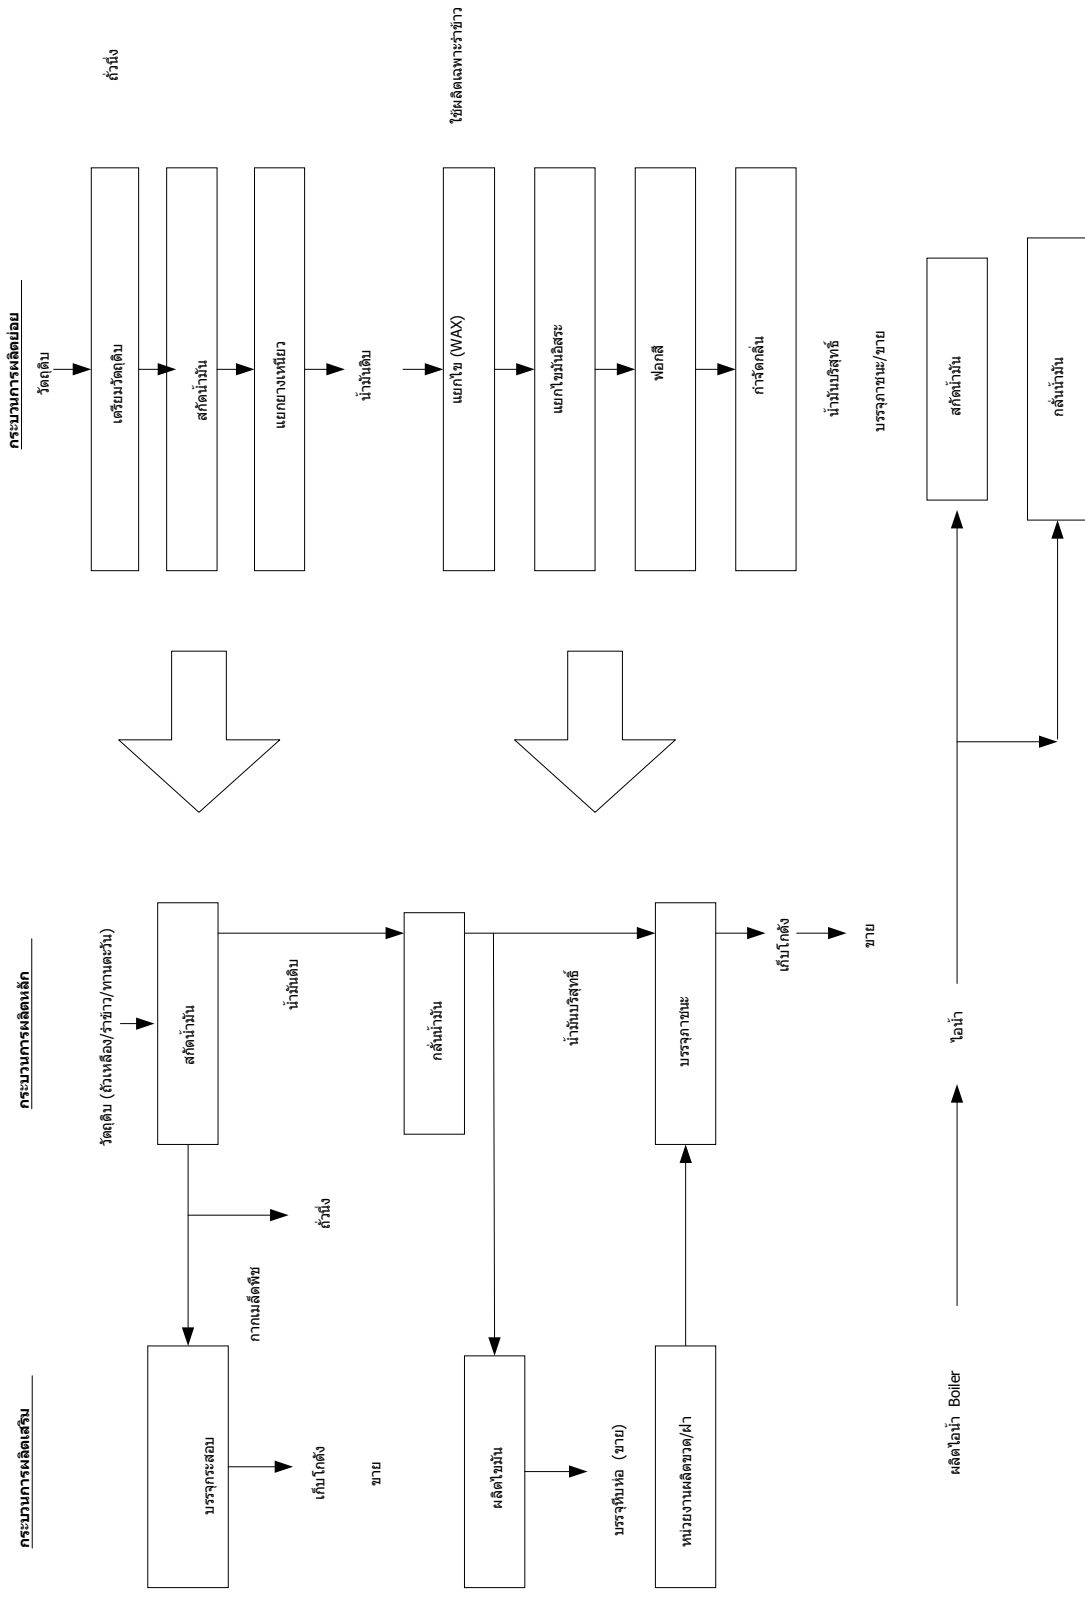 กระบวนการผลิตเสริม
กระบวนการผลิตหลัก
กระบวนการผลิตย่อย
วัตถุดิบ
ถั่วนึ่ง
เตรียมวัตถุดิบ
สกัดน้ำมัน
แยกยางเหนียว
น้ำมันดิบ
ใช้ผลิตเฉพาะรำข้าว
แยกไข (WAX)
แยกไขมันอิสระ
ฟอกสี
กำจัดกลิ่น
น้ำมันบริสุทธิ์
บรรจุภาชนะ/ขาย
วัตถุดิบ (ถั่วเหลือง/รำข้าว/ทานตะวัน)
สกัดน้ำมัน
น้ำมันดิบ
กลั่นน้ำมัน
น้ำมันบริสุทธิ์
บรรจุภาชนะ
เก็บโกดัง
ขาย
ถั่วนึ่ง
กากเมล็ดพืช
บรรจุกระสอบ
เก็บโกดัง
ขาย
ผลิตไขมัน
บรรจุหีบห่อ (ขาย)
หน่วยงานผลิตขวด/ฝา
ผลิตไอน้ำ Boiler
ไอน้ำ
สกัดน้ำมัน
กลั่นน้ำมัน